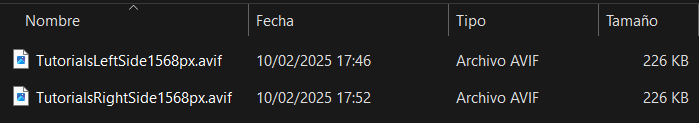 Nombre Fecha Tipo Tamaño
TutorialsLeftSide1568px.avif 10/02/2025 17:46 Archivo AVIF 226 KB
TutorialsRightSide1568px.avif 10/02/2025 17:52 Archivo AVIF 226 KB